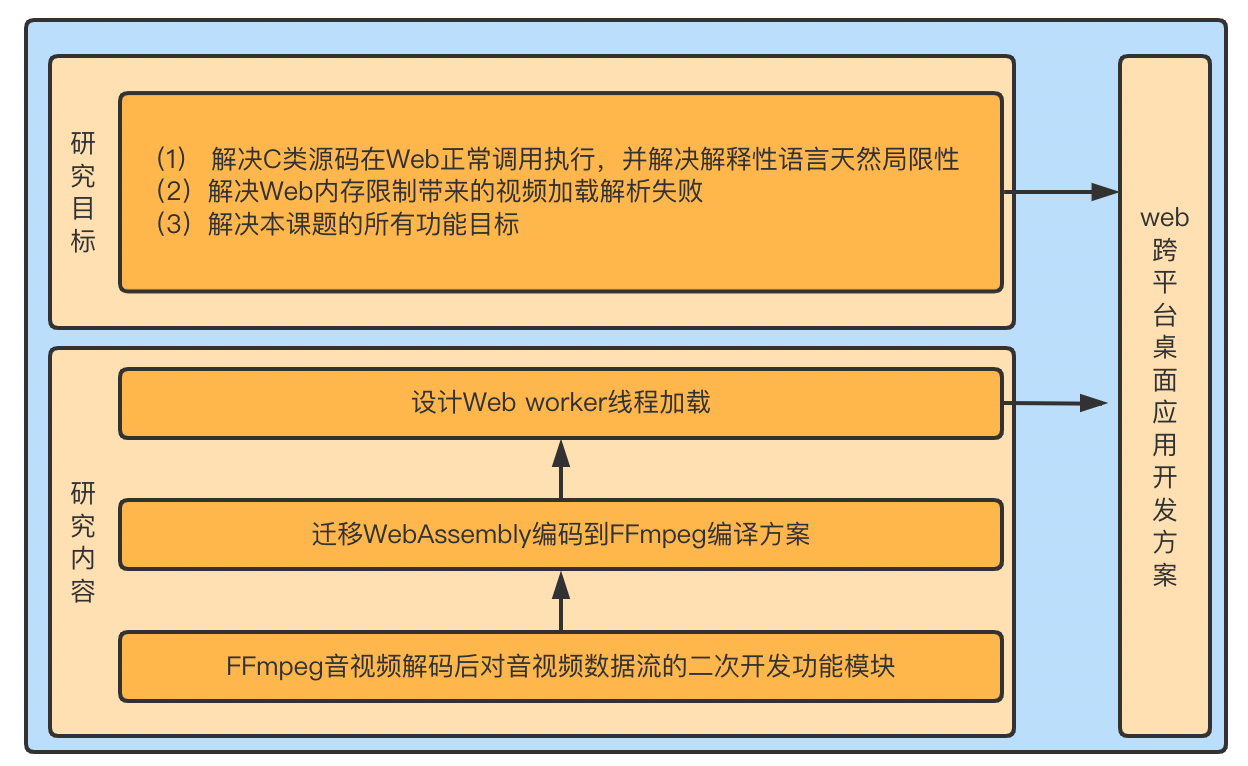 研究目标
（1） 解决C类源码在Web正常调用执行，并解决解释性语言天然局限性
（2）解决Web内存限制带来的视频加载解析失败
（3）解决本课题的所有功能目标
研究内容
设计Web worker线程加载
迁移WebAssembly编码到FFmpeg编译方案
FFmpeg音视频解码后对音视频数据流的二次开发功能模块
web跨平台桌面应用开发方案